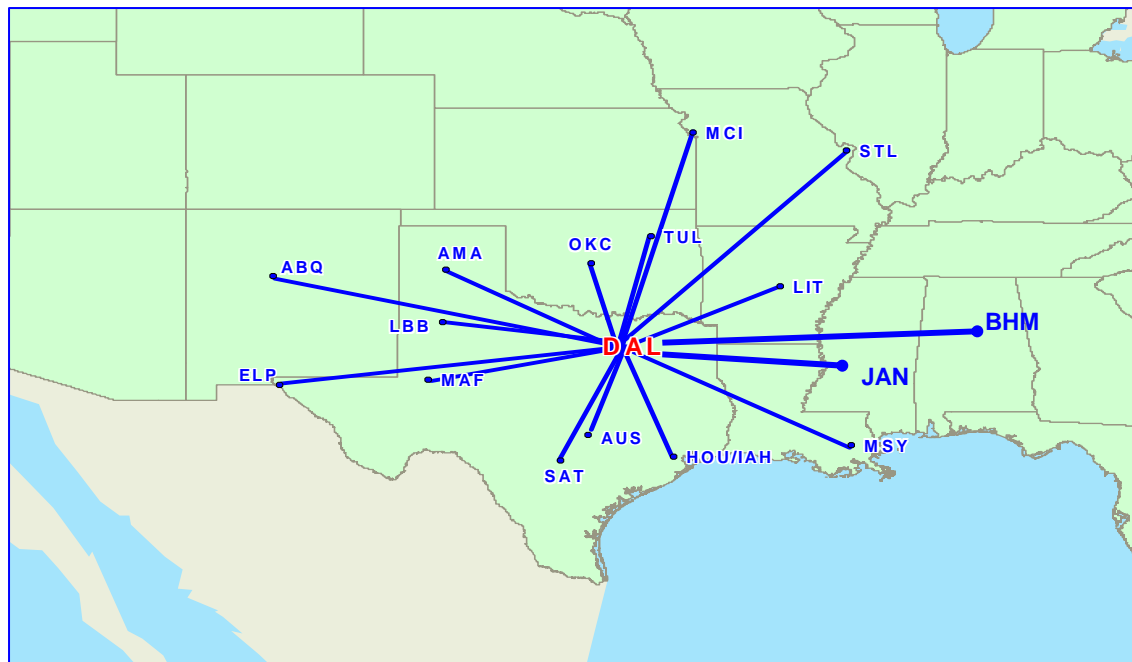 MCI
STL
TUL
OKC
AMA
ABQ
LIT
BHM
LBB
DAL
ELP
MAF
JAN
AUS
MSY
HOU/IAH
SAT